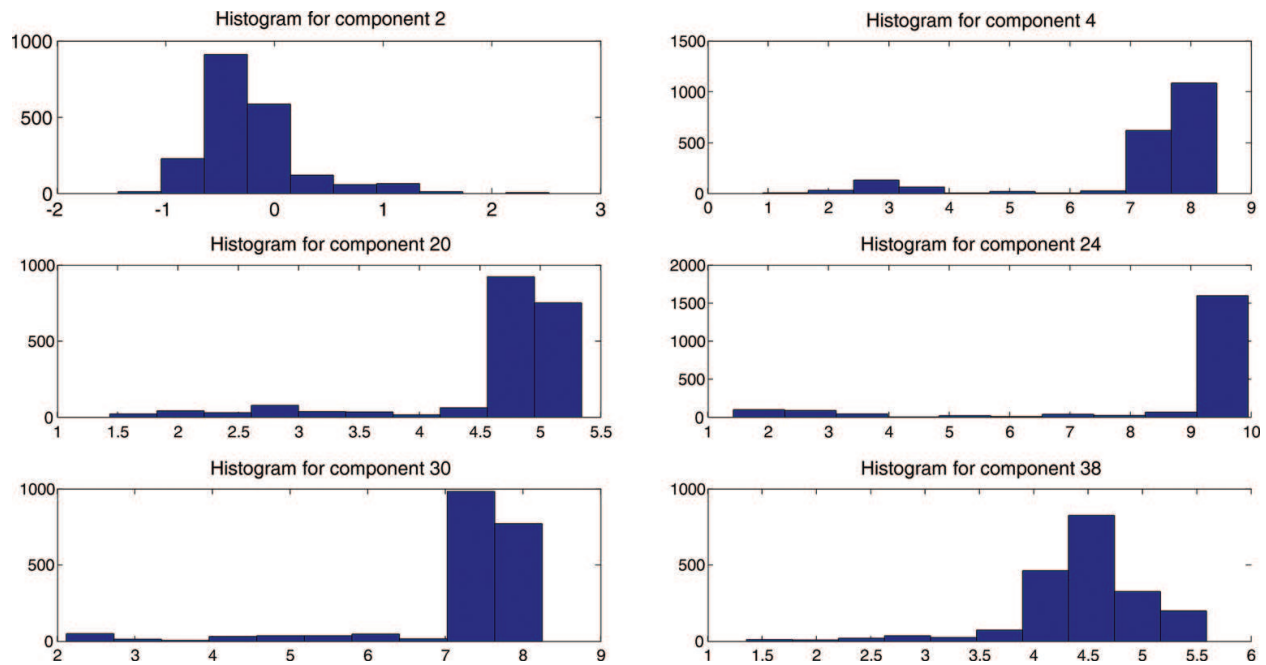 Histogram for component 2
1000
500
0
-2 -1 0 1 2 3
Histogram for component 4
1500
1000
500
0
0 1 2 3 4 5 6 7 8 9
Histogram for component 20
1000
500
0
1 1.5 2 2.5 3 3.5 4 4.5 5 5.5
Histogram for component 24
2000
1500
1000
500
0
1 2 3 4 5 6 7 8 9 10
Histogram for component 30
1000
500
0
2 3 4 5 6 7 8 9
Histogram for component 38
1000
500
0
1 1.5 2 2.5 3 3.5 4 4.5 5 5.5 6